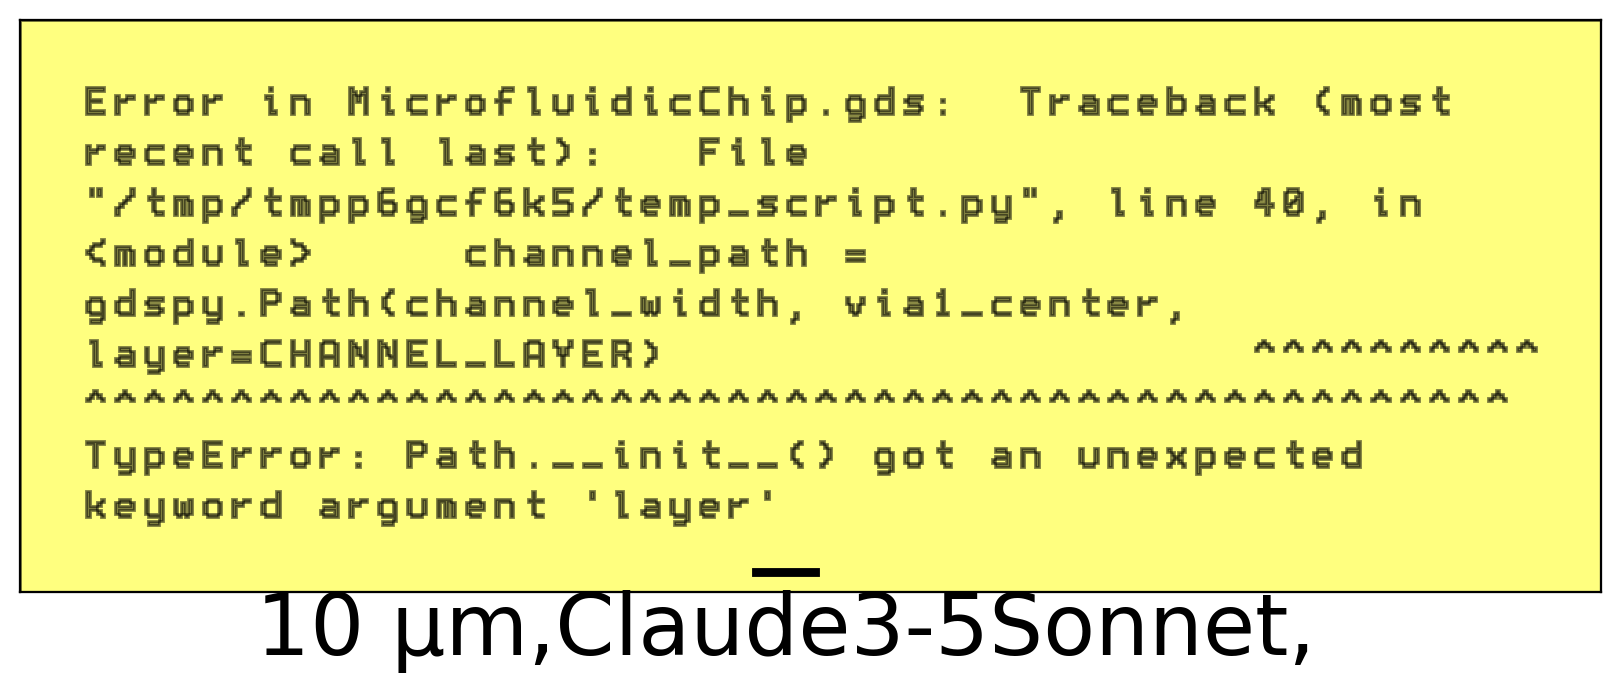 Error in MicrofluidicChip.gds:  Traceback (most
recent call last):   File
"/tmp/tmpp6gcf6k5/temp_script.py", line 40, in
<module>     channel_path =
gdspy.Path(channel_width, via1_center,
layer=CHANNEL_LAYER)                    ^^^^^^^^^^
^^^^^^^^^^^^^^^^^^^^^^^^^^^^^^^^^^^^^^^^^^^^^^^^^
TypeError: Path.__init__() got an unexpected
keyword argument 'layer'
10 µm,Claude3-5Sonnet,